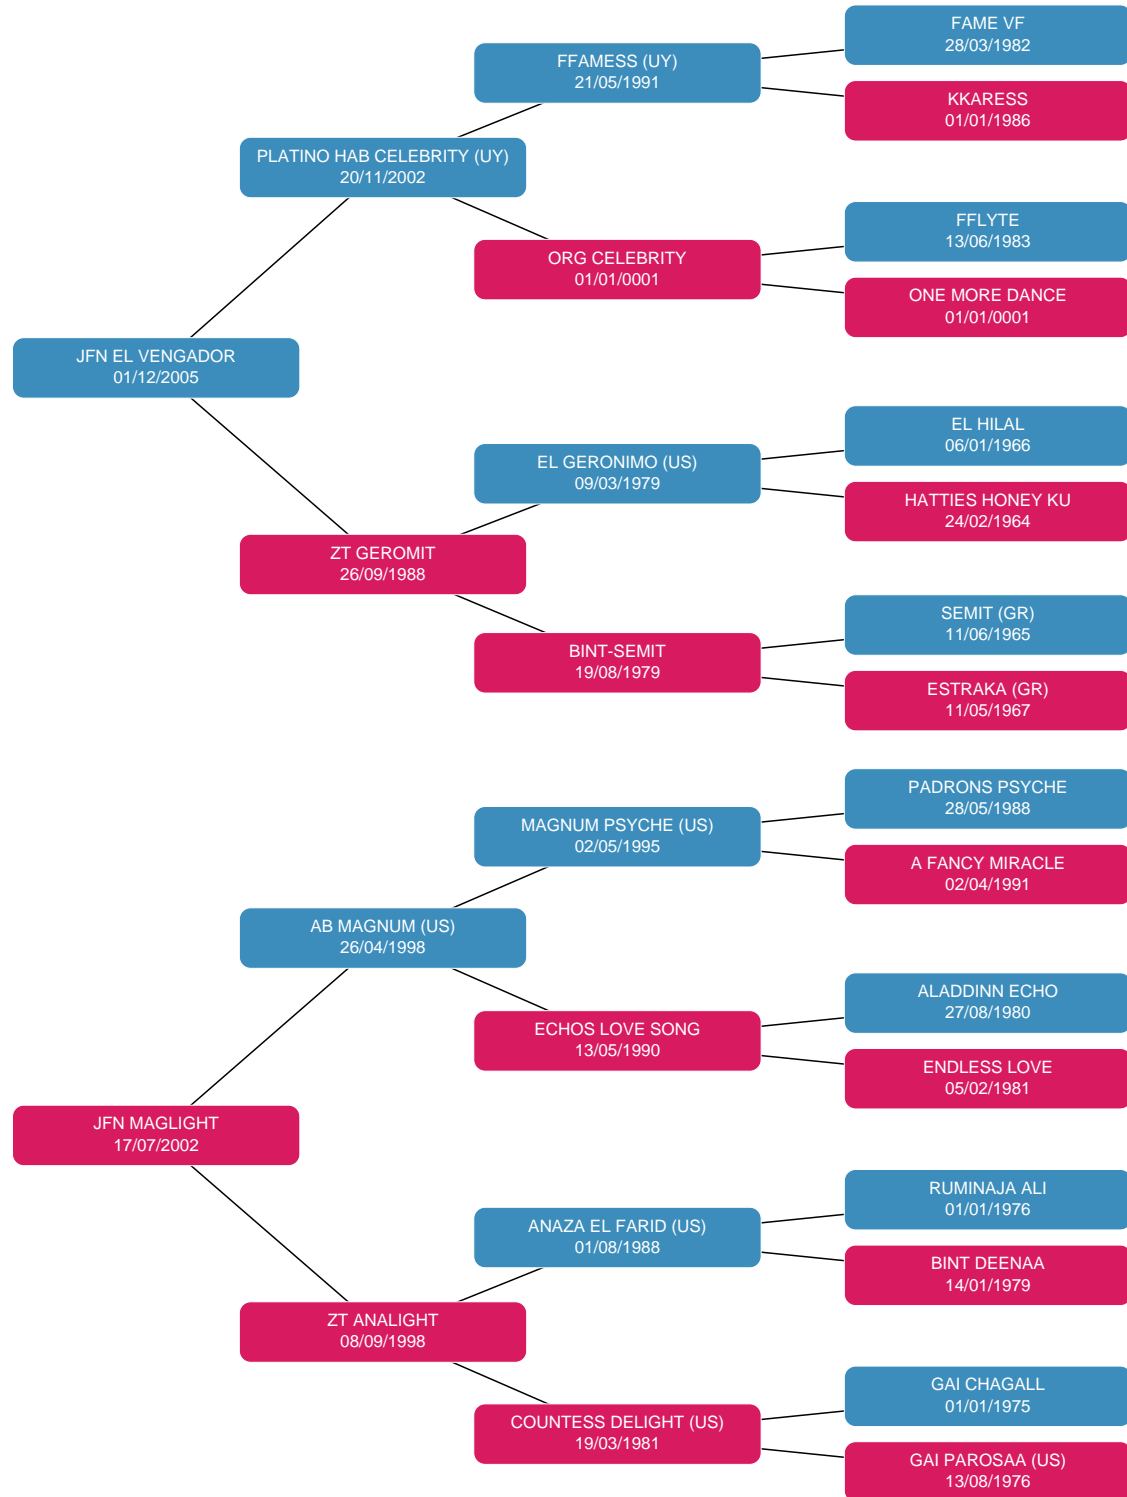 FAME VF
28/03/1982
FFAMESS (UY)
21/05/1991
KKARESS
01/01/1986
PLATINO HAB CELEBRITY (UY)
20/11/2002
FFLYTE
13/06/1983
ORG CELEBRITY
01/01/0001
ONE MORE DANCE
01/01/0001
JFN EL VENGADOR
01/12/2005
EL HILAL
06/01/1966
EL GERONIMO (US)
09/03/1979
HATTIES HONEY KU
24/02/1964
ZT GEROMIT
26/09/1988
SEMIT (GR)
11/06/1965
BINT-SEMIT
19/08/1979
ESTRAKA (GR)
11/05/1967
PADRONS PSYCHE
28/05/1988
MAGNUM PSYCHE (US)
02/05/1995
A FANCY MIRACLE
02/04/1991
AB MAGNUM (US)
26/04/1998
ALADDINN ECHO
27/08/1980
ECHOS LOVE SONG
13/05/1990
ENDLESS LOVE
05/02/1981
JFN MAGLIGHT
17/07/2002
RUMINAJA ALI
01/01/1976
ANAZA EL FARID (US)
01/08/1988
BINT DEENAA
14/01/1979
ZT ANALIGHT
08/09/1998
GAI CHAGALL
01/01/1975
COUNTESS DELIGHT (US)
19/03/1981
GAI PAROSAA (US)
13/08/1976